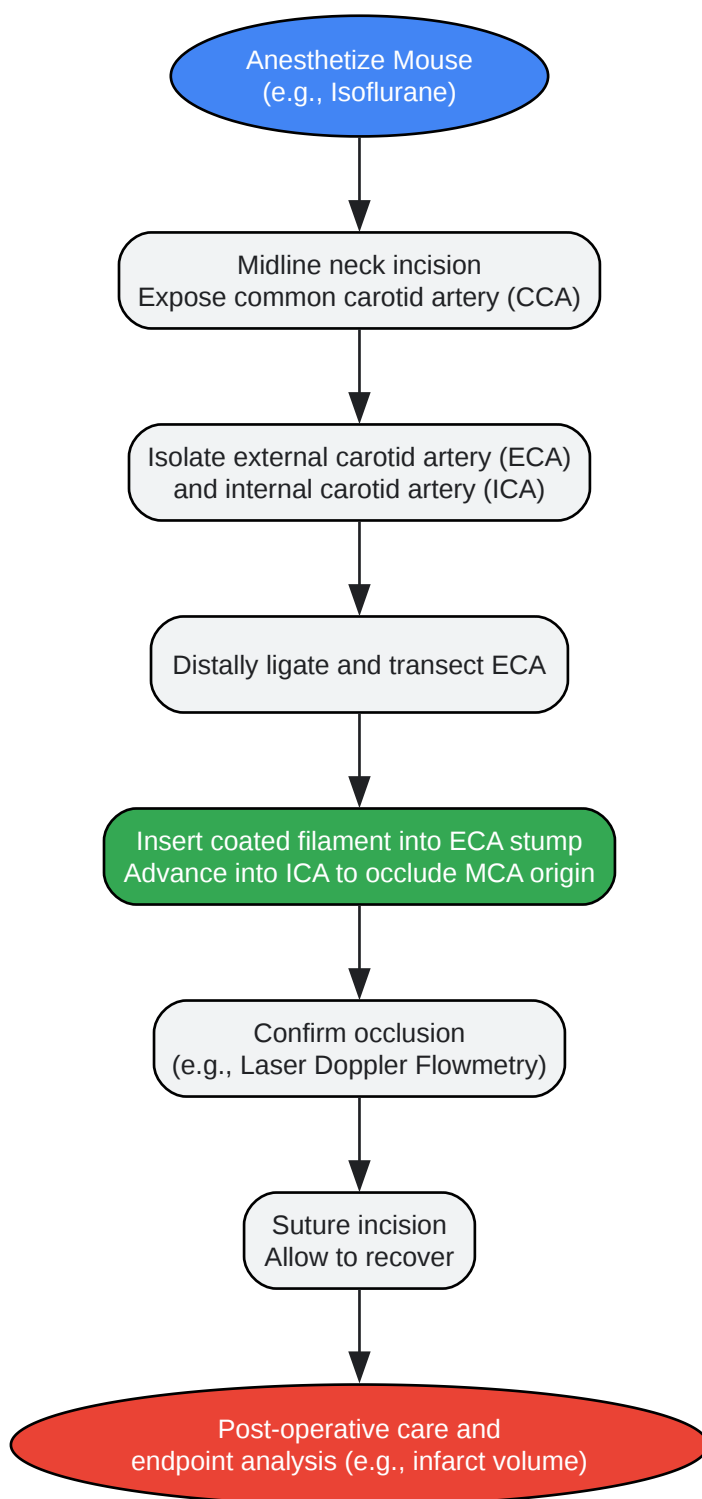 Anesthetize Mouse
(e.g., Isoflurane)
Midline neck incision
Expose common carotid artery (CCA)
Isolate external carotid artery (ECA)
and internal carotid artery (ICA)
Distally ligate and transect ECA
Insert coated filament into ECA stump
Advance into ICA to occlude MCA origin
Confirm occlusion
(e.g., Laser Doppler Flowmetry)
Suture incision
Allow to recover
Post-operative care and
endpoint analysis (e.g., infarct volume)